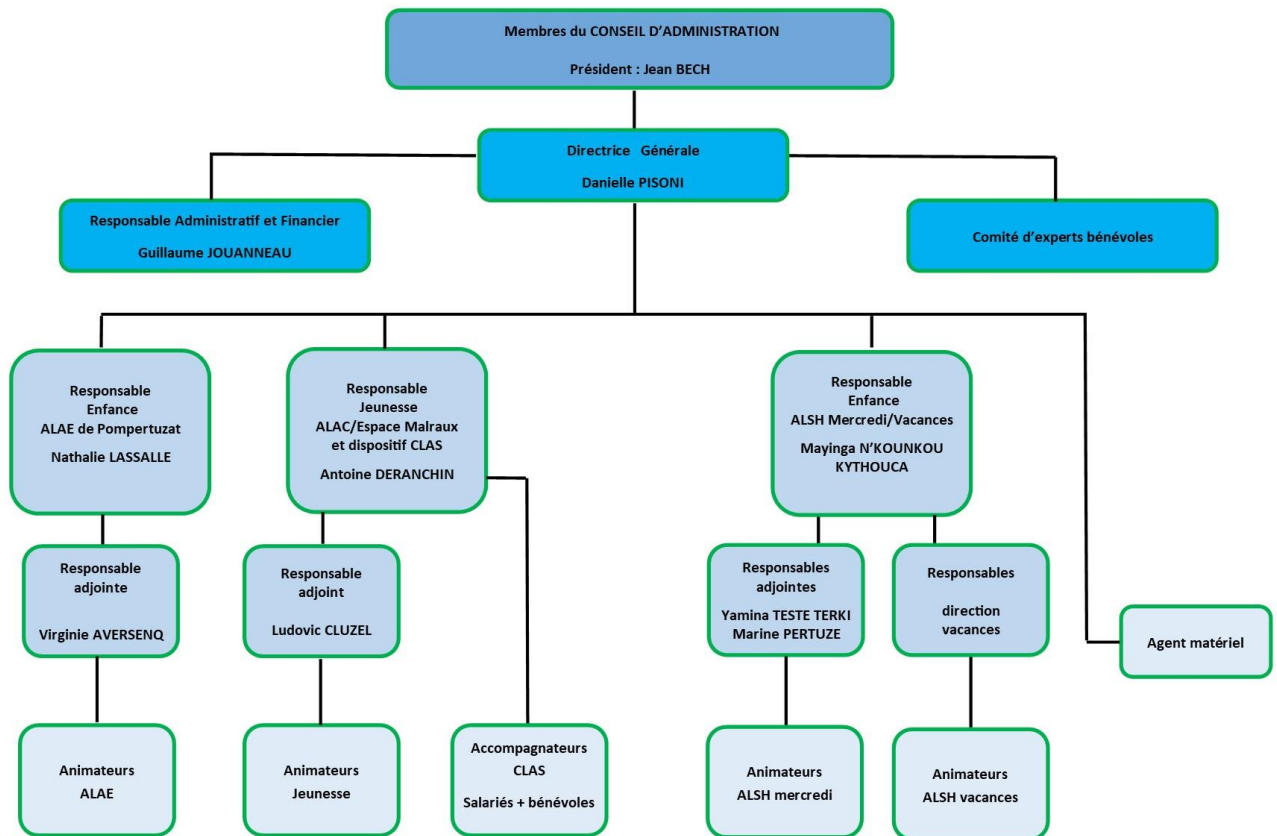 Membres du CONSEIL D'ADMINISTRATION
Président : Jean BECH
Directrice Générale
Danielle PISONI
Responsable Administratif et Financier
Guillaume JOUANNEAU
Comité d'experts bénévoles
Responsable
Enfance
ALAE de Pompertuzat
Nathalie LASSALLE
Responsable
Jeunesse
ALAC/Espace Malraux
et dispositif CLAS
Antoine DERANCHIN
Responsable
Enfance
ALSH Mercredi/Vacances
Mayinga N'KOUNKOU
KYTHOUCA
Responsable
adjointe
Virginie AVERSENQ
Responsable
adjoint
Ludovic CLUZEL
Responsables
adjointes
Yamina TESTE TERKI
Marine PERTUZE
Responsables
direction
vacances
Agent matériel
Animateurs
ALAE
Animateurs
Jeunesse
Accompagnateurs
CLAS
Salariés + bénévoles
Animateurs
ALSH mercredi
Animateurs
ALSH vacances